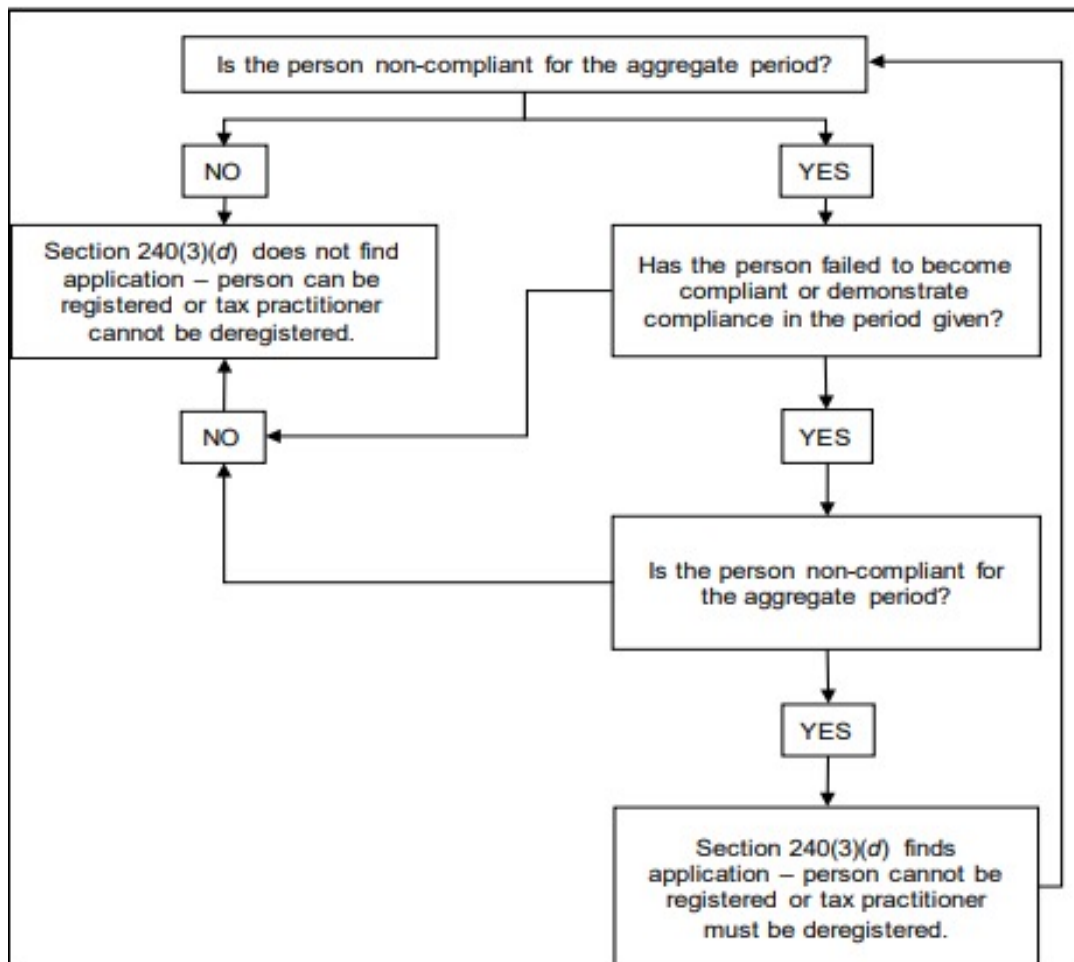 Is the person non-compliant for the aggregate period?
NO
YES
Section 240(3)(d) does not find
application – person can be
registered or tax practitioner
cannot be deregistered.
Has the person failed to become
compliant or demonstrate
compliance in the period given?
NO
YES
Is the person non-compliant for
the aggregate period?
YES
Section 240(3)(d) finds
application – person cannot be
registered or tax practitioner
must be deregistered.